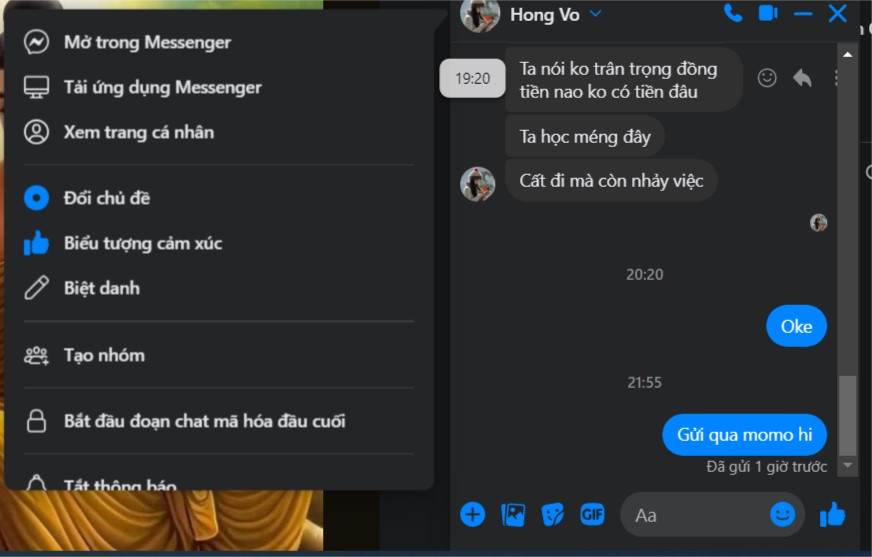 Mở trong Messenger
Tải ứng dụng Messenger
Xem trang cá nhân
Đổi chủ đề
Biểu tượng cảm xúc
Biệt danh
Tạo nhóm
Bắt đầu đoạn chat mã hóa đầu cuối
Tắt thông báo
Hong Vo
19:20
Ta nói ko trân trọng đồng
tiền nao ko có tiền đâu
Ta học méng đây
Cất đi mà còn nhảy việc
20:20
Oke
21:55
Gửi qua momo hi
Đã gửi 1 giờ trước
GIF
Aa